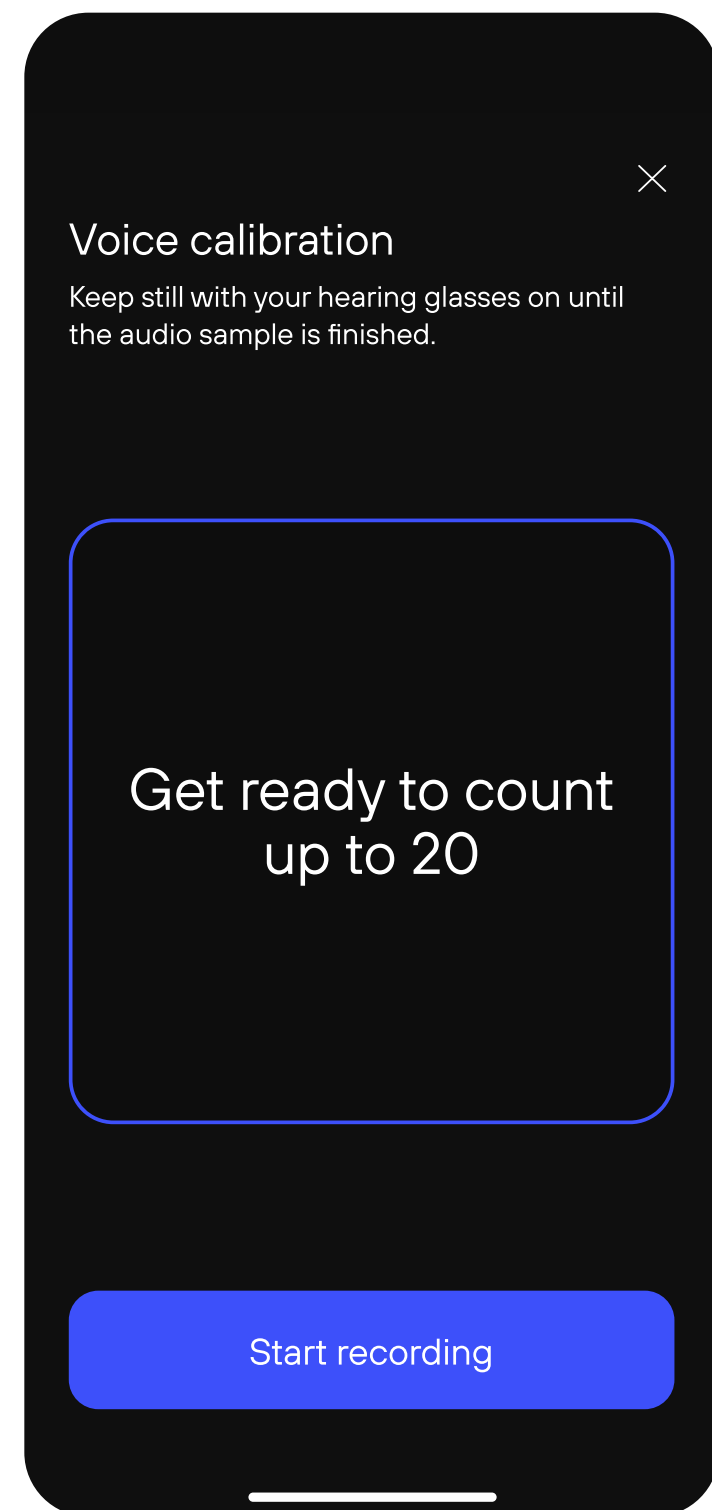 Voice calibration
Keep still with your hearing glasses on until
the audio sample is finished.
Get ready to count
up to 20
Start recording